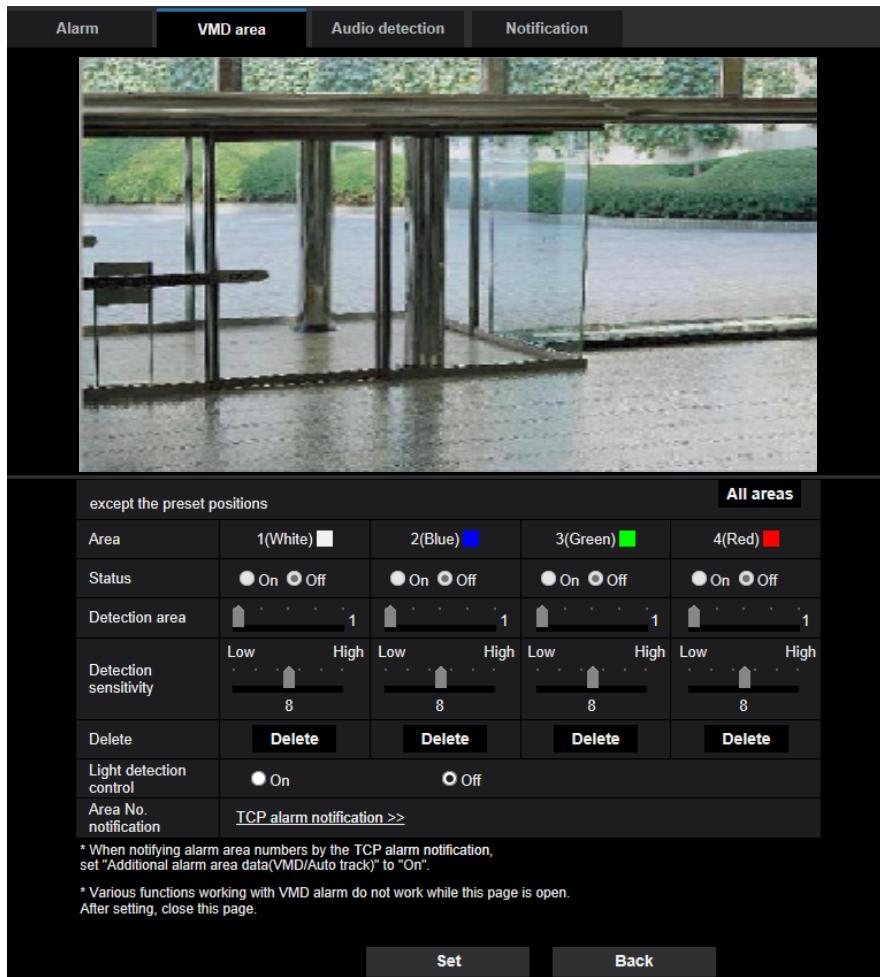 Alarm VMD area Audio detection Notification
except the preset positions All areas
Area 1(White) 2(Blue) 3(Green) 4(Red)
Status On Off On Off On Off On Off
Detection area 1 1 1 1
Low High Low High Low High Low High
Detection
sensitivity
8 8 8 8
Delete Delete Delete Delete Delete
Light detection
control On Off
Area No.
notification TCP alarm notification >>
* When notifying alarm area numbers by the TCP alarm notification,
set "Additional alarm area data(VMD/Auto track)" to "On".
* Various functions working with VMD alarm do not work while this page is open.
After setting, close this page.
Set Back